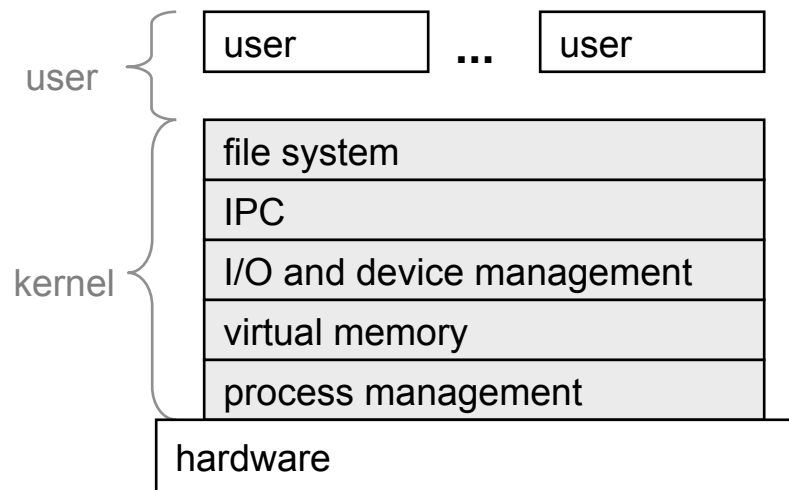 user ... user
user
file system
IPC
I/O and device management
kernel
virtual memory
process management
hardware